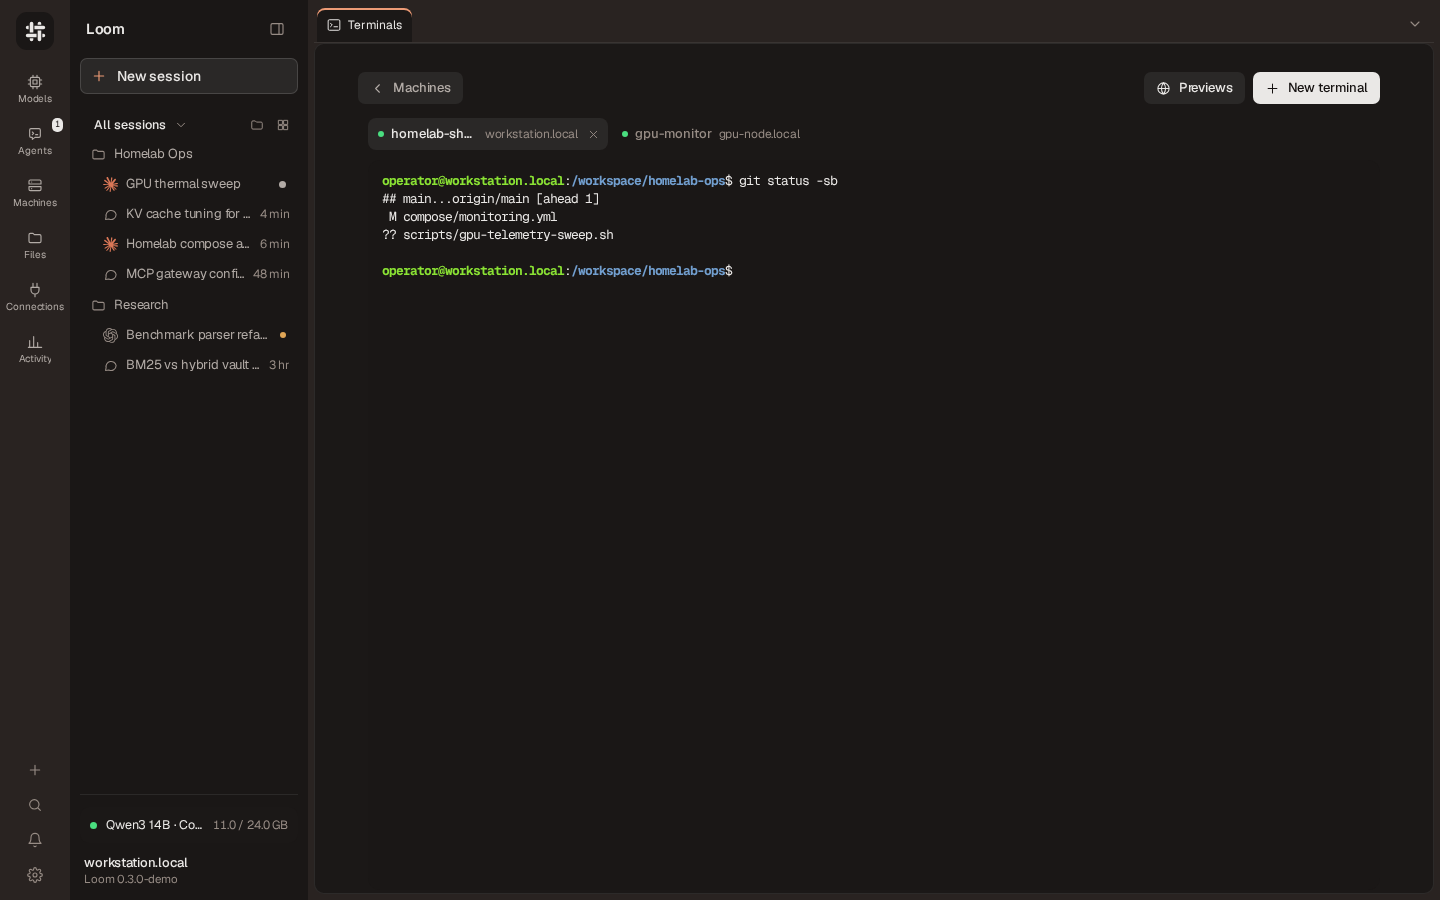 Loom
New session
All sessions
Homelab Ops
GPU thermal sweep
KV cache tuning for ... 4 min
Homelab compose a... 6 min
MCP gateway confi... 48 min
Research
Benchmark parser refa...
BM25 vs hybrid vault ... 3 hr
Qwen3 14B · Co... 11.0 / 24.0 GB
workstation.local
Loom 0.3.0-demo
Models
1
Agents
Machines
Files
Connections
Activity
Terminals
Machines
Previews
New terminal
homelab-sh... workstation.local
gpu-monitor gpu-node.local
operator@workstation.local:/workspace/homelab-ops$ git status -sb
## main...origin/main [ahead 1]
 M compose/monitoring.yml
?? scripts/gpu-telemetry-sweep.sh
operator@workstation.local:/workspace/homelab-ops$